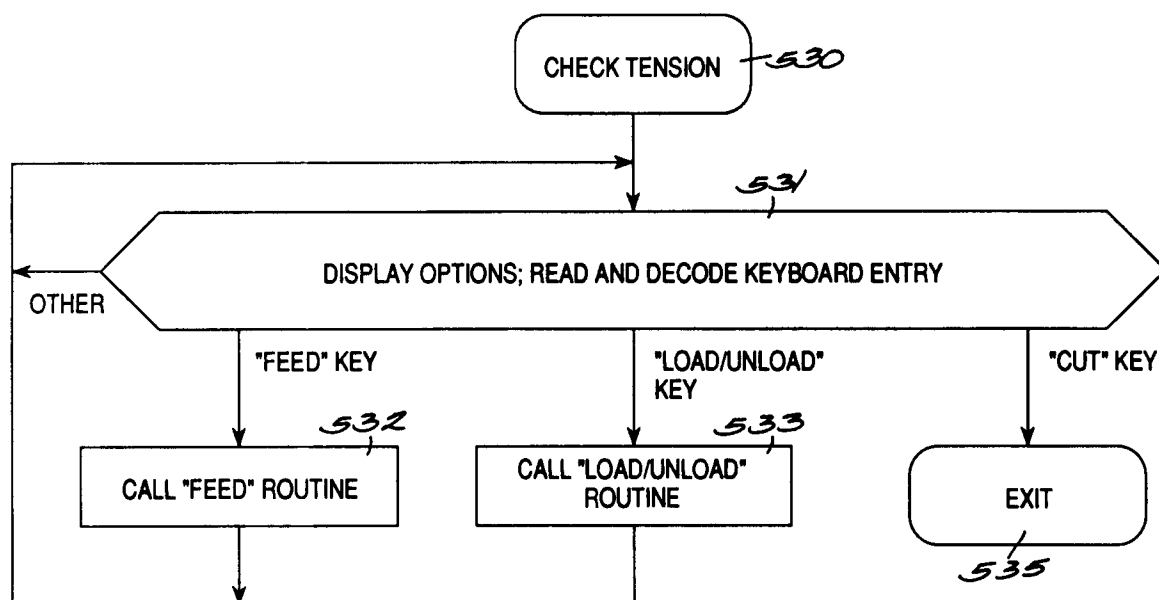 CHECK TENSION
530
531
DISPLAY OPTIONS; READ AND DECODE KEYBOARD ENTRY
OTHER
"FEED" KEY
"LOAD/UNLOAD"
KEY
"CUT" KEY
532
533
CALL "FEED" ROUTINE
CALL "LOAD/UNLOAD"
ROUTINE
EXIT
535